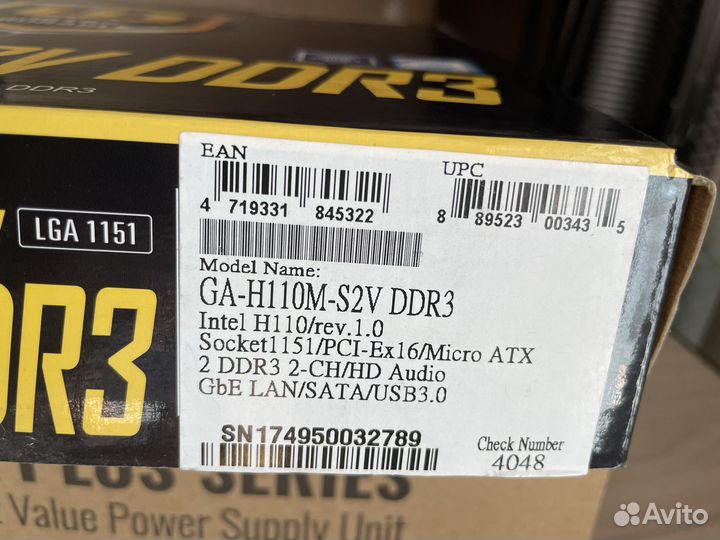 V DDR3
DDR3
LGA 1151
DR3
EAN
4 719331 845322
UPC
8 89523 00343 5
Model Name:
GA-H110M-S2V DDR3
Intel H110/rev.1.0
Socket1151/PCI-Ex16/Micro ATX
2 DDR3 2-CH/HD Audio
GbE LAN/SATA/USB3.0
SN174950032789
Check Number
4048
PLUS SERIES
Value Power Supply Unit
Avito